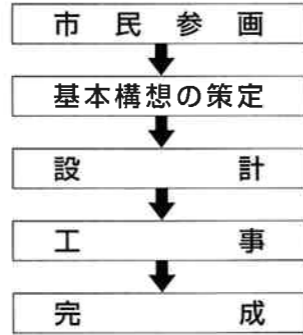 市民参画
基本構想の策定
設計
工事
完成